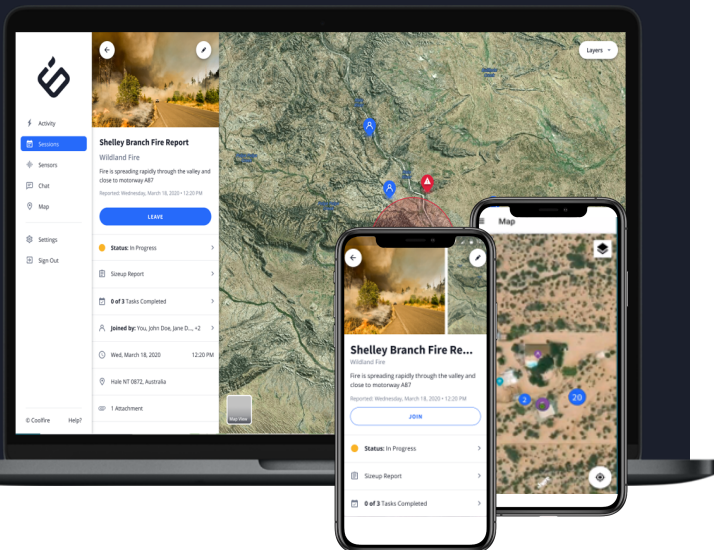 Activity
Sessions
Sensors
Chat
Map
Settings
Sign Out
© Coolfire
Help?
Shelley Branch Fire Report
Wildland Fire
Fire is spreading rapidly through the valley and
close to motorway A87
Reported: Wednesday, March 18, 2020 • 12:20 PM
LEAVE
Status: In Progress
Sizeup Report
0 of 3 Tasks Completed
Joined by: You, John Doe, Jane D..., +2
Wed, March 18, 2020
12:20 PM
Hale NT 0872, Australia
1 Attachment
Layers
Map View
Shelley Branch Fire Re...
Wildland Fire
Fire is spreading rapidly through the valley and
close to motorway A87
Reported: Wednesday, March 18, 2020 • 12:20 PM
JOIN
Status: In Progress
Sizeup Report
0 of 3 Tasks Completed
Map
2
20